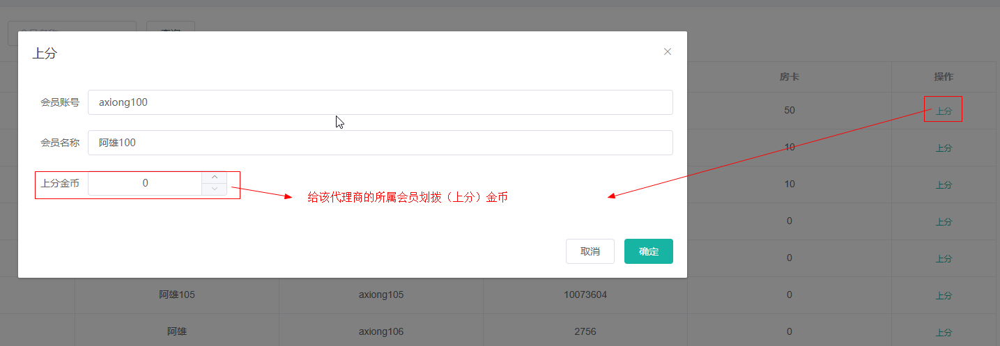 查询
上分
会员账号 axiong100
会员名称 阿雄100
上分金币 0
给该代理商的所属会员划拨（上分）金币
取消 确定
房卡 操作
50 上分
10 上分
10 上分
0 上分
0 上分
阿雄105 axiong105 10073604 0 上分
阿雄 axiong106 2756 0 上分